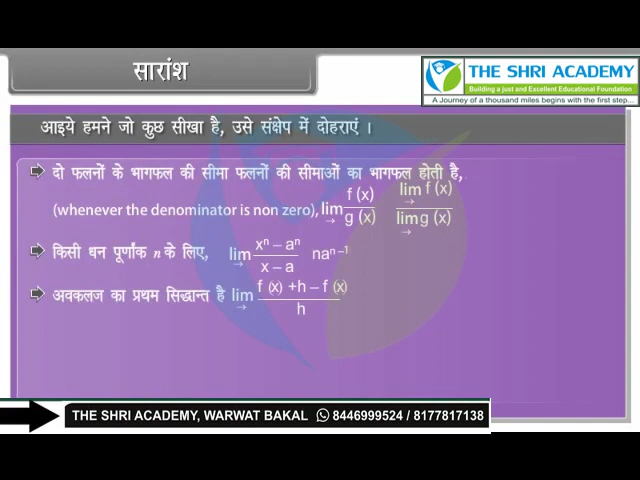 सारांश
THE SHRI ACADEMY
Building a just and Excellent Educational Foundation
A Journey of a thousand miles begins with the first step...
आइये हमने जो कुछ सीखा है, उसे संक्षेप में दोहराएं ।
⇨ दो फलनों के भागफल की सीमा फलनों की सीमाओं का भागफल होती है,
(whenever the denominator is non zero), lim→ f (x)/g (x) lim→ f (x)/lim→ g (x)
⇨ किसी धन पूर्णांक n के लिए, lim→ xⁿ – aⁿ/x – a naⁿ⁻¹
⇨ अवकलज का प्रथम सिद्धान्त है lim→ f (x) +h – f (x)/h
THE SHRI ACADEMY, WARWAT BAKAL 8446999524 / 8177817138